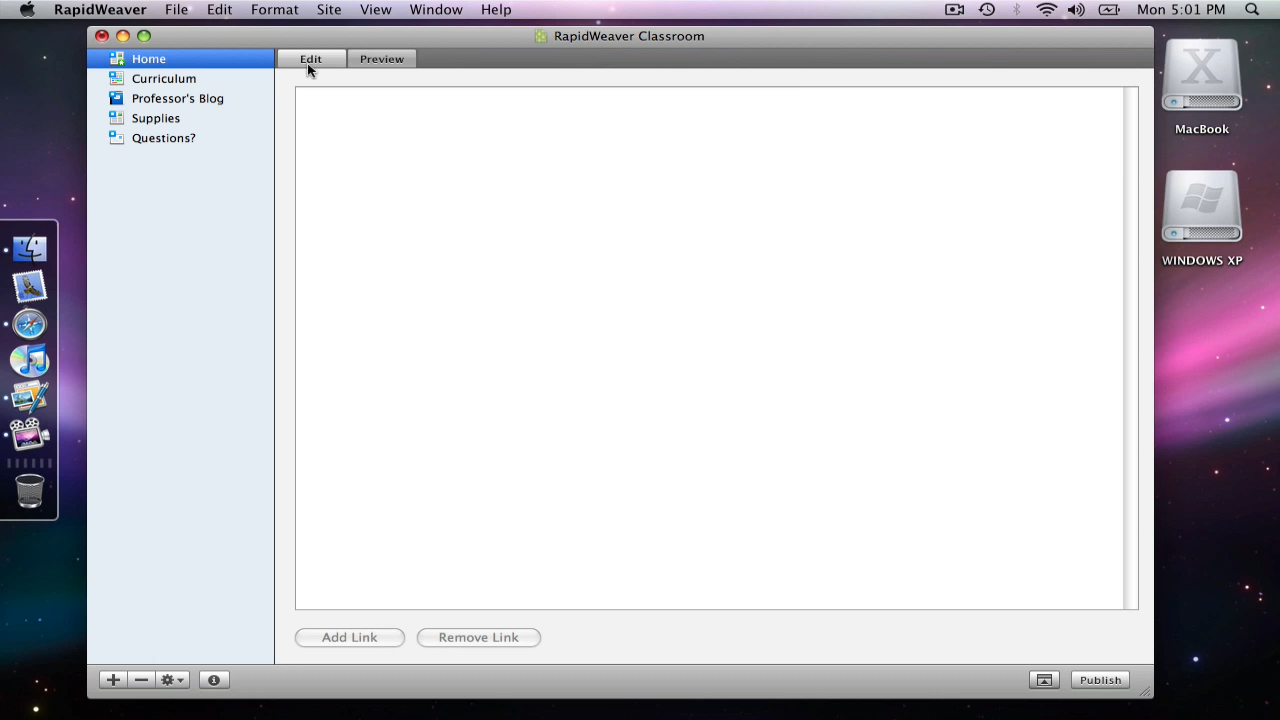 RapidWeaver File Edit Format Site View Window Help Mon 5:01 PM
RapidWeaver Classroom
Home
Edit
Preview
Curriculum
Professor's Blog
Supplies
Questions?
MacBook
WINDOWS XP
Add Link
Remove Link
Publish